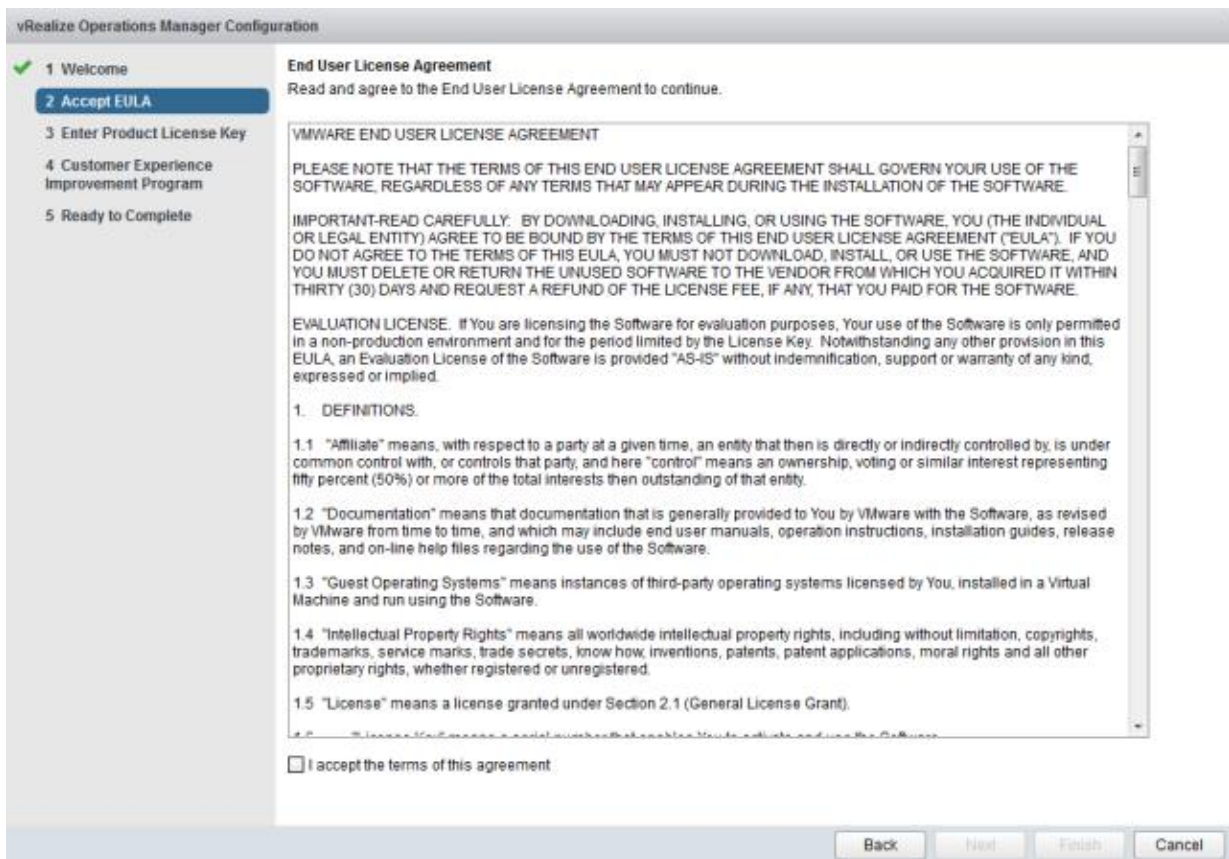 vRealize Operations Manager Configuration
1 Welcome
2 Accept EULA
3 Enter Product License Key
4 Customer Experience
Improvement Program
5 Ready to Complete
End User License Agreement
Read and agree to the End User License Agreement to continue.
VMWARE END USER LICENSE AGREEMENT
PLEASE NOTE THAT THE TERMS OF THIS END USER LICENSE AGREEMENT SHALL GOVERN YOUR USE OF THE
SOFTWARE, REGARDLESS OF ANY TERMS THAT MAY APPEAR DURING THE INSTALLATION OF THE SOFTWARE.
IMPORTANT-READ CAREFULLY: BY DOWNLOADING, INSTALLING, OR USING THE SOFTWARE, YOU (THE INDIVIDUAL
OR LEGAL ENTITY) AGREE TO BE BOUND BY THE TERMS OF THIS END USER LICENSE AGREEMENT ("EULA"). IF YOU
DO NOT AGREE TO THE TERMS OF THIS EULA, YOU MUST NOT DOWNLOAD, INSTALL, OR USE THE SOFTWARE, AND
YOU MUST DELETE OR RETURN THE UNUSED SOFTWARE TO THE VENDOR FROM WHICH YOU ACQUIRED IT WITHIN
THIRTY (30) DAYS AND REQUEST A REFUND OF THE LICENSE FEE, IF ANY, THAT YOU PAID FOR THE SOFTWARE.
EVALUATION LICENSE. If You are licensing the Software for evaluation purposes, Your use of the Software is only permitted
in a non-production environment and for the period limited by the License Key. Notwithstanding any other provision in this
EULA, an Evaluation License of the Software is provided "AS-IS" without indemnification, support or warranty of any kind,
expressed or implied.
1. DEFINITIONS.
1.1 "Affiliate" means, with respect to a party at a given time, an entity that then is directly or indirectly controlled by, is under
common control with, or controls that party, and here "control" means an ownership, voting or similar interest representing
fifty percent (50%) or more of the total interests then outstanding of that entity.
1.2 "Documentation" means that documentation that is generally provided to You by VMware with the Software, as revised
by VMware from time to time, and which may include end user manuals, operation instructions, installation guides, release
notes, and on-line help files regarding the use of the Software.
1.3 "Guest Operating Systems" means instances of third-party operating systems licensed by You, installed in a Virtual
Machine and run using the Software.
1.4 "Intellectual Property Rights" means all worldwide intellectual property rights, including without limitation, copyrights,
trademarks, service marks, trade secrets, know how, inventions, patents, patent applications, moral rights and all other
proprietary rights, whether registered or unregistered.
1.5 "License" means a license granted under Section 2.1 (General License Grant).
I accept the terms of this agreement
Back Next Finish Cancel